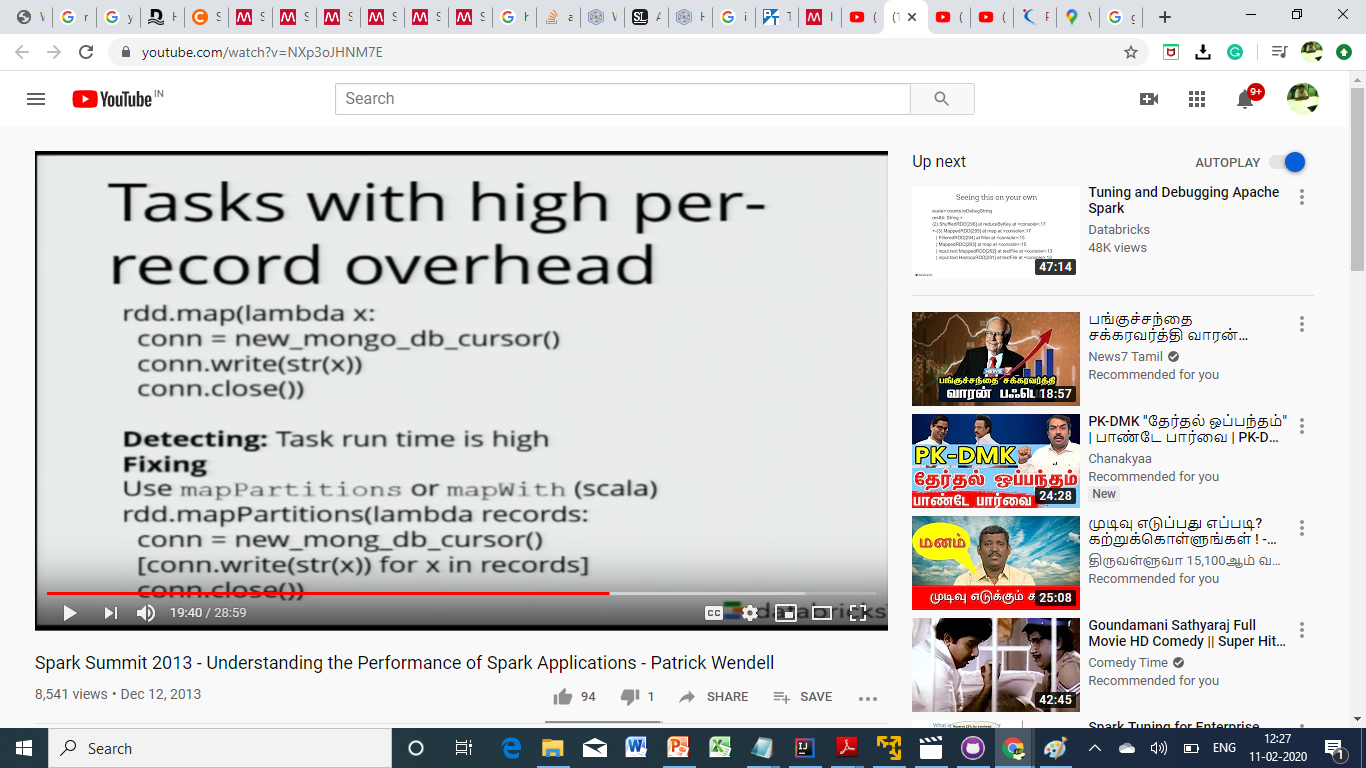 youtube.com/watch?v=NXp3oJHNM7E
YouTube IN
Search
9+
Tasks with high per-
record overhead
rdd.map(lambda x:
conn = new_mongo_db_cursor()
conn.write(str(x))
conn.close())
Detecting: Task run time is high
Fixing
Use mapPartitions or mapWith (scala)
rdd.mapPartitions(lambda records:
conn = new_mong_db_cursor()
[conn.write(str(x)) for x in records]
conn.close())
databricks
19:40 / 28:59
CC
Spark Summit 2013 - Understanding the Performance of Spark Applications - Patrick Wendell
8,541 views • Dec 12, 2013
94
1
SHARE
SAVE
Up next
AUTOPLAY
Seeing this on your own
47:14
Tuning and Debugging Apache
Spark
Databricks
48K views
பங்குச்சந்தை சக்கரவர்த்தி
வாரன் பஃபெ
18:57
பங்குச்சந்தை
சக்கரவர்த்தி வாரன்...
News7 Tamil
Recommended for you
PK-DMK
தேர்தல் ஒப்பந்தம்
பாண்டே பார்வை
24:28
PK-DMK "தேர்தல் ஒப்பந்தம்"
| பாண்டே பார்வை | PK-D...
Chanakyaa
Recommended for you
New
மனம்
முடிவு எடுக்கும்
25:08
முடிவு எடுப்பது எப்படி?
கற்றுக்கொள்ளுங்கள் ! -...
திருவள்ளுவா 15,100ஆம் வ...
Recommended for you
42:45
Goundamani Sathyaraj Full
Movie HD Comedy || Super Hit...
Comedy Time
Recommended for you
Spark Tuning for Enterprise
Search
ENG
12:27
11-02-2020
1